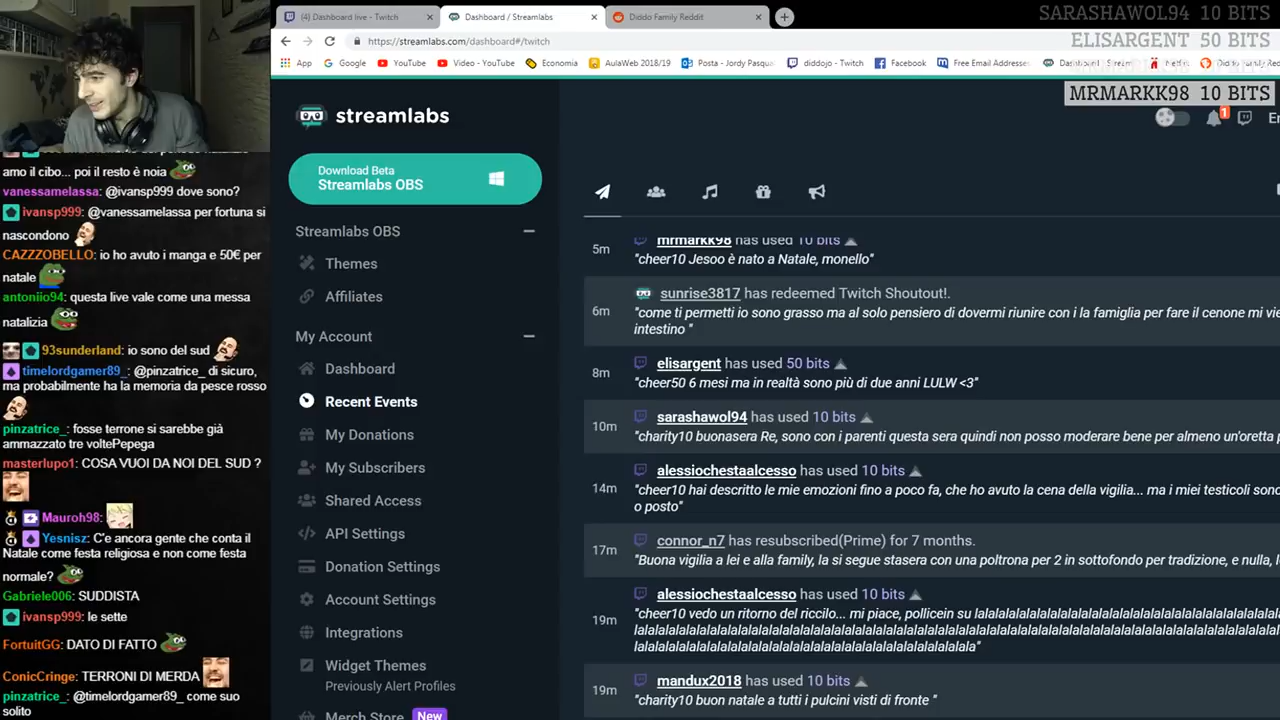 (4) Dashboard live - Twitch
Dashboard / Streamlabs
Diddo Family Reddit
https://streamlabs.com/dashboard#/twitch
App
Google
YouTube
Video - YouTube
Economia
AulaWeb 2018/19
Posta - Jordy Pasqua
diddojo - Twitch
Facebook
Free Email Addresses
SARASHAWOL94 10 BITS
ELISARGENT 50 BITS
MRMARKK98 10 BITS
amo il cibo... poi il resto è noia
vanessamelassa: @ivansp999 dove sono?
ivansp999: @vanessamelassa per fortuna si
nascondono
CAZZZOBELLO: io ho avuto i manga e 50€ per
natale
antoniio94: questa live vale come una messa
natalizia
93sunderland: io sono del sud
timelordgamer89_: @pinzatrice_ di sicuro,
ma probabilmente ha la memoria da pesce rosso
pinzatrice_: fosse terrone si sarebbe già
ammazzato tre voltePepega
masterlupo1: COSA VUOI DA NOI DEL SUD ?
Mauroh98:
Yesnisz: C'e ancora gente che conta il
Natale come festa religiosa e non come festa
normale?
Gabriele006: SUDDISTA
ivansp999: le sette
FortuitGG: DATO DI FATTO
ConicCringe: TERRONI DI MERDA
pinzatrice_: @timelordgamer89_ come suo
solito
streamlabs
Download Beta
Streamlabs OBS
Streamlabs OBS
Themes
Affiliates
My Account
Dashboard
Recent Events
My Donations
My Subscribers
Shared Access
API Settings
Donation Settings
Account Settings
Integrations
Widget Themes
Previously Alert Profiles
Merch Store New
1
5m
mrmarkk98 has used 10 bits
"cheer10 Jesoo è nato a Natale, monello"
6m
sunrise3817 has redeemed Twitch Shoutout!.
"come ti permetti io sono grasso ma al solo pensiero di dovermi riunire con i la famiglia per fare il cenone mi vie
intestino "
8m
elisargent has used 50 bits
"cheer50 6 mesi ma in realtà sono più di due anni LULW <3"
10m
sarashawol94 has used 10 bits
"charity10 buonasera Re, sono con i parenti questa sera quindi non posso moderare bene per almeno un'oretta p
14m
alessiochestaalcesso has used 10 bits
"cheer10 hai descritto le mie emozioni fino a poco fa, che ho avuto la cena della vigilia... ma i miei testicoli sono
o posto"
17m
connor_n7 has resubscribed(Prime) for 7 months.
"Buona vigilia a lei e alla family, la si segue stasera con una poltrona per 2 in sottofondo per tradizione, e nulla, l
19m
alessiochestaalcesso has used 10 bits
"cheer10 vedo un ritorno del riccilo... mi piace, pollicein su lalalalalalalalalalalalalalalalalalalalalalalalalalalala
lalalalalalalalalalalalalalalalalalalalalalalalalalalalalalalalalalalalalalalalalalalalalalalalalalalalalalala
lalalalalalalalalalalalalalalalalalalalalalalalalala"
19m
mandux2018 has used 10 bits
"charity10 buon natale a tutti i pulcini visti di fronte "